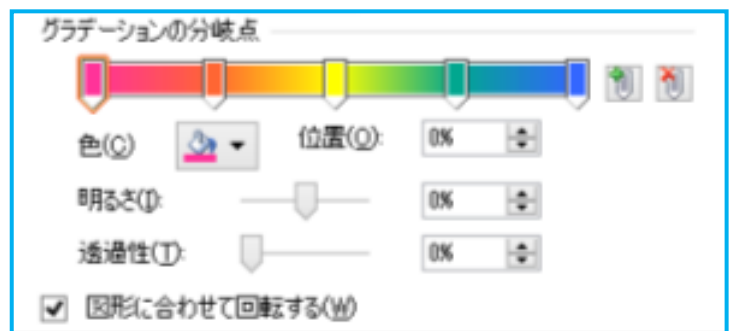 グラデーションの分岐点
色(C) 位置(O): 0%
明るさ(I): 0%
透過性(T): 0%
図形に合わせて回転する(W)